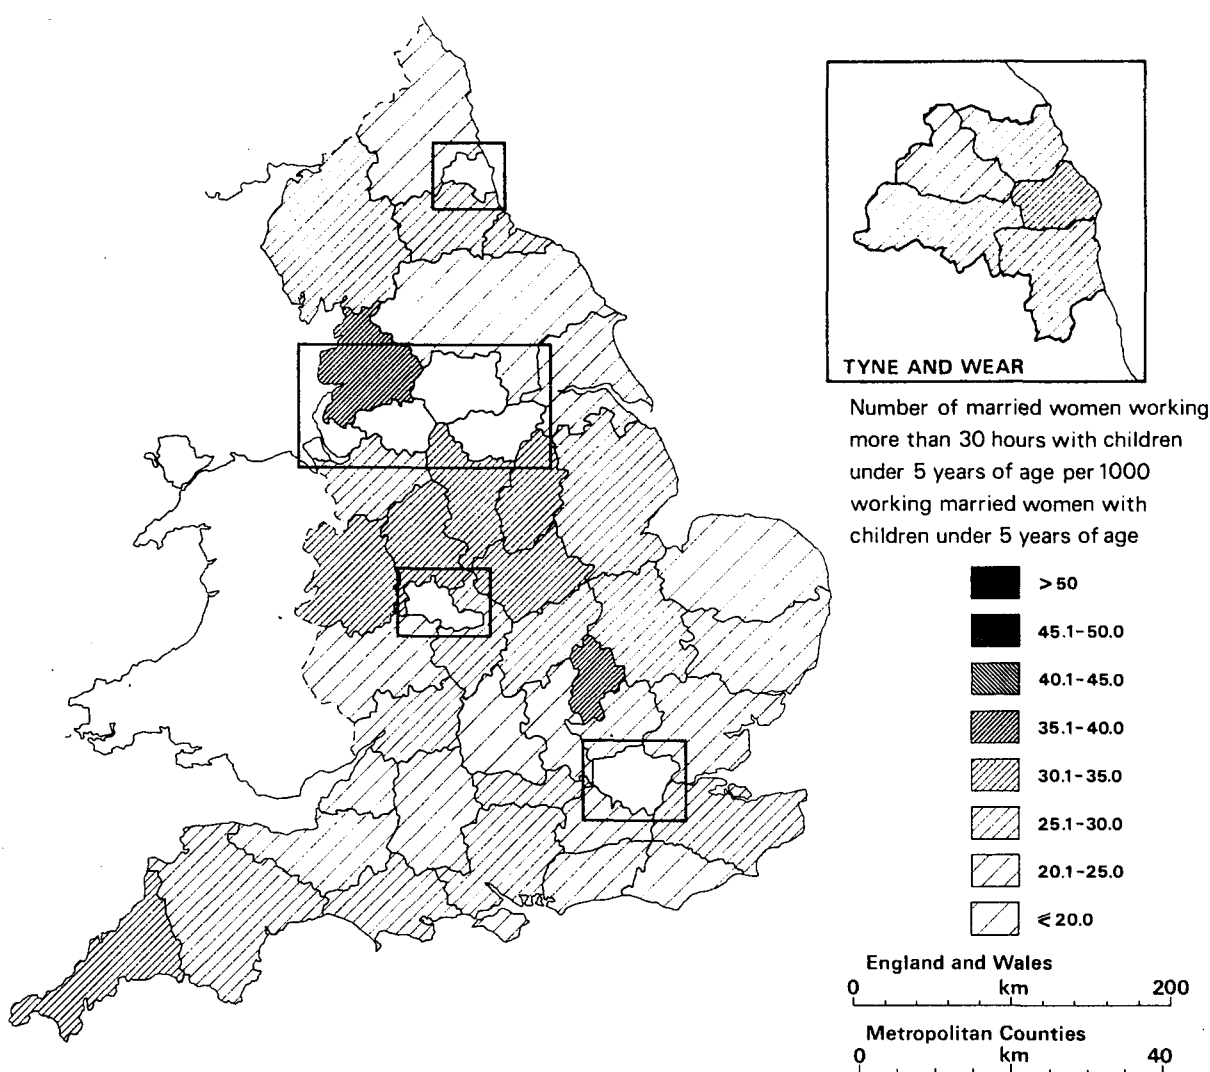 TYNE AND WEAR
Number of married women working
more than 30 hours with children
under 5 years of age per 1000
working married women with
children under 5 years of age
>50
45.1-50.0
40.1-45.0
35.1-40.0
30.1-35.0
25.1-30.0
20.1-25.0
⩽20.0
England and Wales
0 km 200
Metropolitan Counties
0 km 40